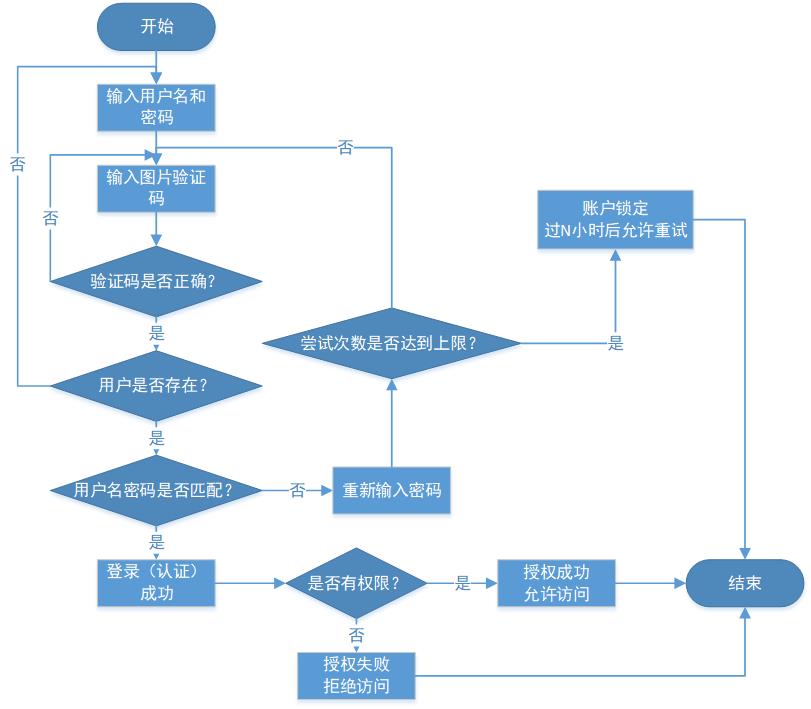 开始
输入用户名和
密码
否
否
输入图片验证
码
否
账户锁定
过N小时后允许重试
验证码是否正确？
是
尝试次数是否达到上限？
是
用户是否存在？
是
用户名密码是否匹配？
否
重新输入密码
是
登录（认证）
成功
是否有权限？
是
授权成功
允许访问
结束
否
授权失败
拒绝访问